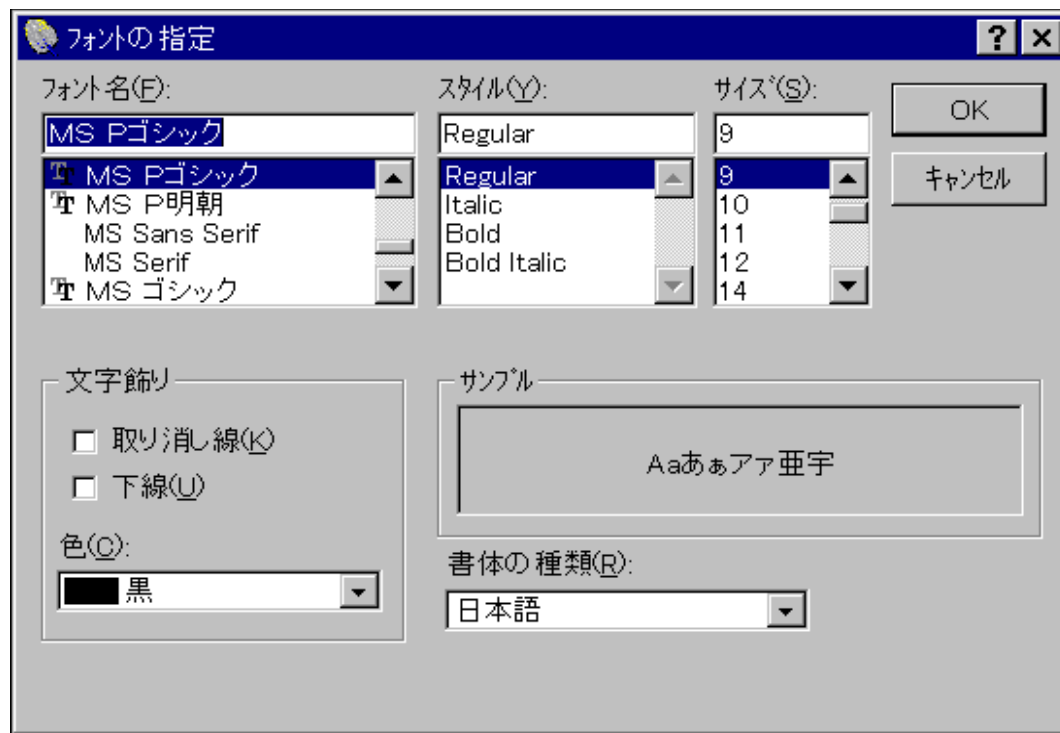 フォントの指定
フォント名(F): スタイル(Y): サイズ(S):
MS Pゴシック Regular 9 OK
MS Pゴシック Regular 9 キャンセル
MS P明朝 Italic 10
MS Sans Serif Bold 11
MS Serif Bold Italic 12
MS ゴシック 14
文字飾り サンプル
取り消し線(K)
Aaあぁアァ亜宇
下線(U)
色(C):
書体の種類(R):
黒
日本語